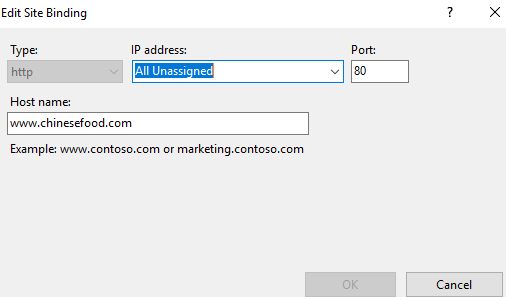 Edit Site Binding
?
Type:
IP address:
Port:
http
All Unassigned
80
Host name:
www.chinesefood.com
Example: www.contoso.com or marketing.contoso.com
OK
Cancel